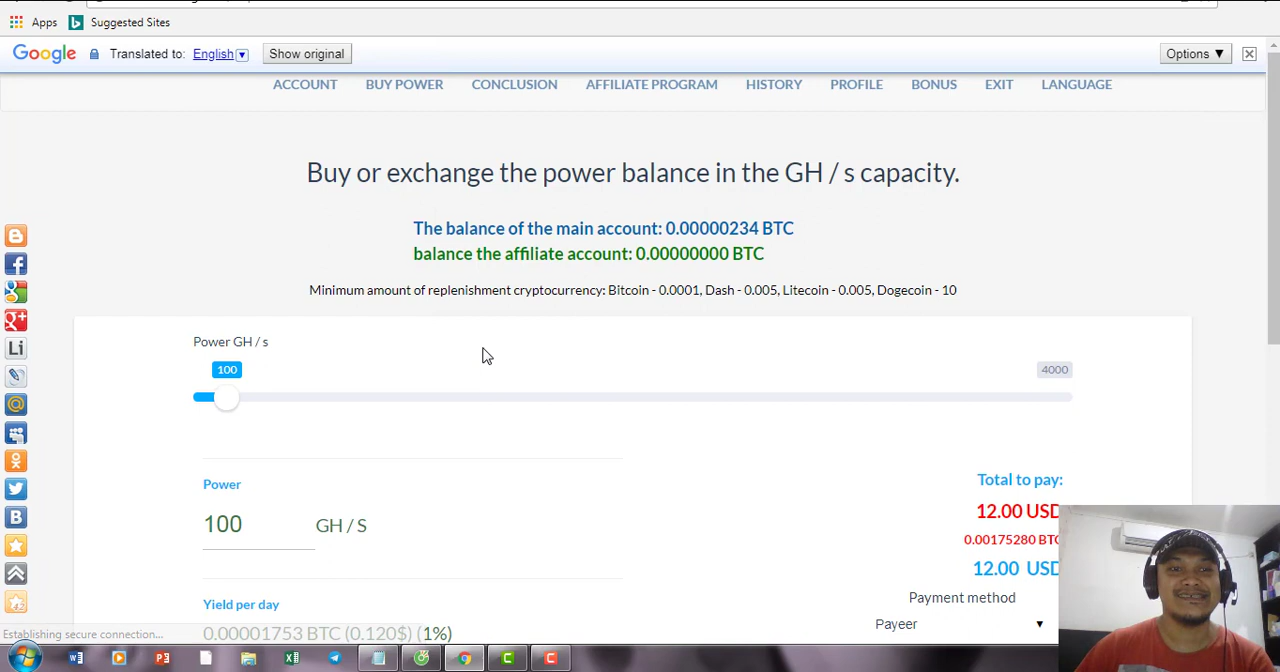 Apps
Suggested Sites
Google Translated to: English Show original Options ▼
ACCOUNT BUY POWER CONCLUSION AFFILIATE PROGRAM HISTORY PROFILE BONUS EXIT LANGUAGE
Buy or exchange the power balance in the GH / s capacity.
The balance of the main account: 0.00000234 BTC
balance the affiliate account: 0.00000000 BTC
Minimum amount of replenishment cryptocurrency: Bitcoin - 0.0001, Dash - 0.005, Litecoin - 0.005, Dogecoin - 10
Power GH / s
100 4000
Power
100 GH / S
Total to pay:
12.00 USD
0.00175280 BTC
12.00 USD
Payment method
Payeer
Yield per day
0.00001753 BTC (0.120$) (1%)
Establishing secure connection...